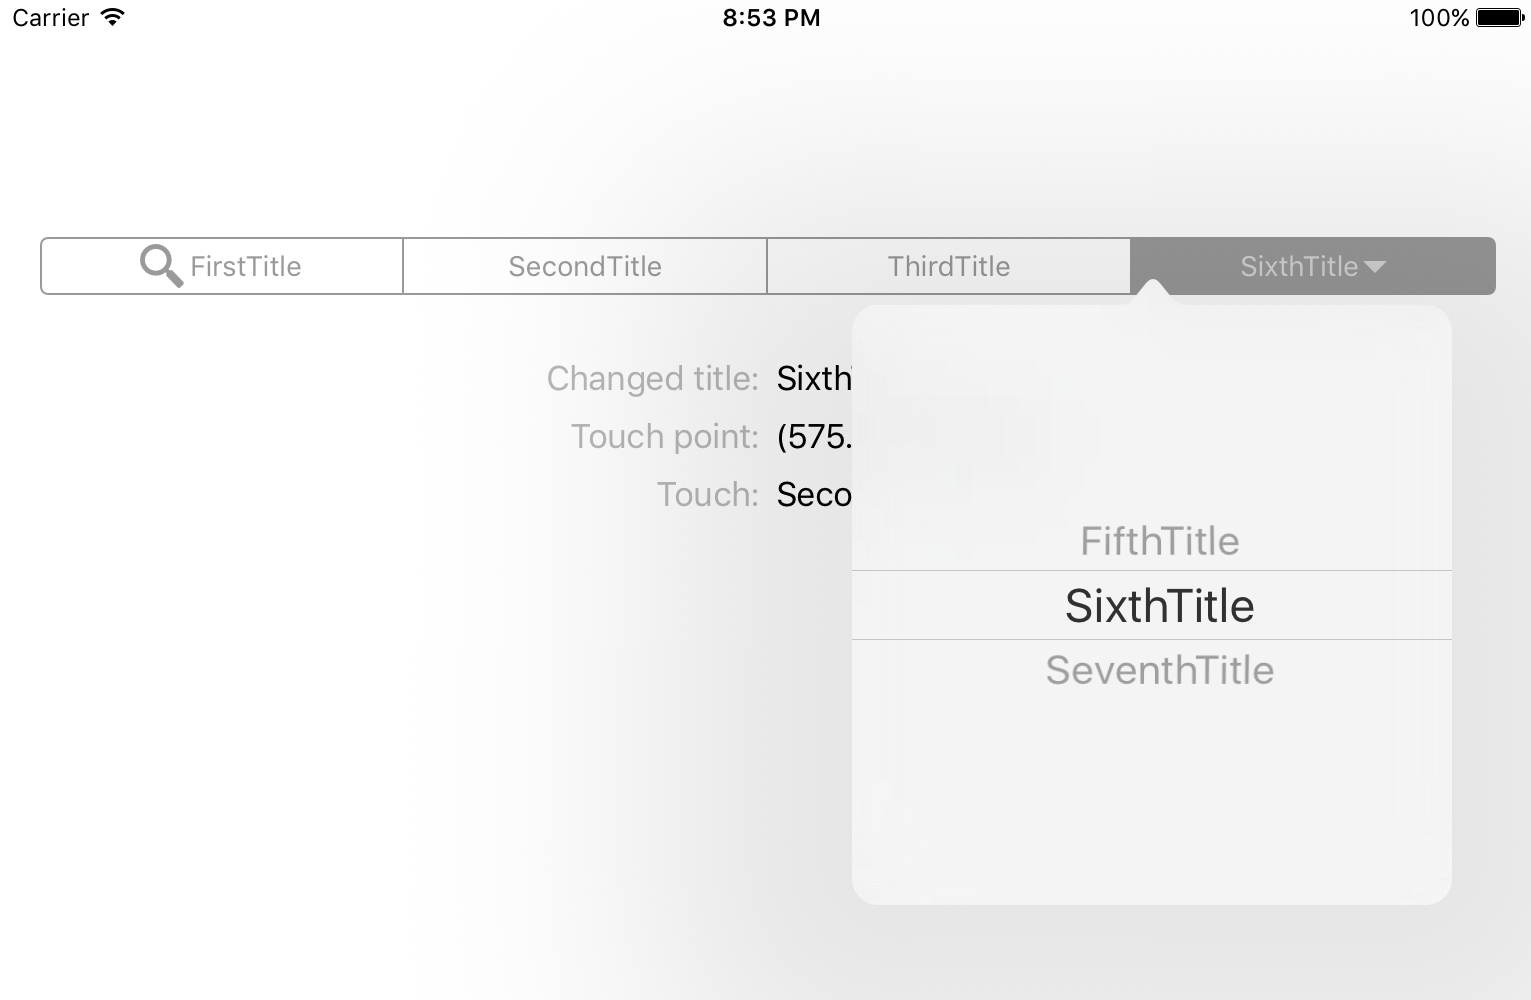 Carrier 8:53 PM 100%
FirstTitle SecondTitle ThirdTitle SixthTitle
Changed title: Sixth
Touch point: (575.
Touch: Seco
FifthTitle
SixthTitle
SeventhTitle